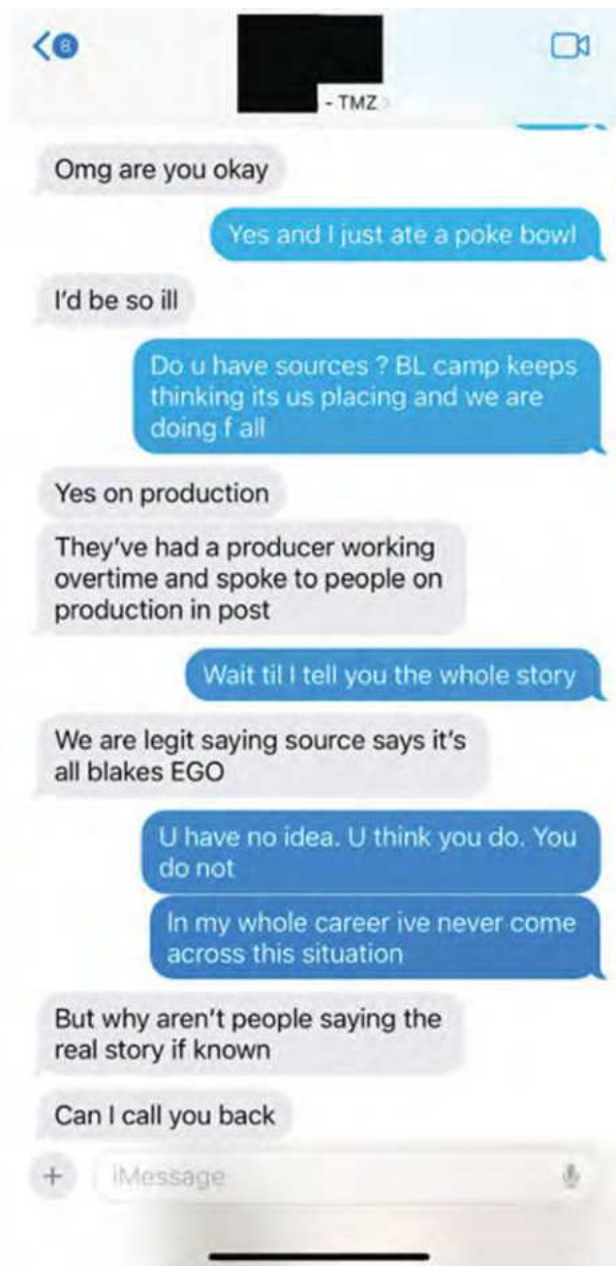 8
- TMZ
Omg are you okay
Yes and I just ate a poke bowl
I'd be so ill
Do u have sources ? BL camp keeps
thinking its us placing and we are
doing f all
Yes on production
They've had a producer working
overtime and spoke to people on
production in post
Wait til I tell you the whole story
We are legit saying source says it's
all blakes EGO
U have no idea. U think you do. You
do not
In my whole career ive never come
across this situation
But why aren't people saying the
real story if known
Can I call you back
iMessage